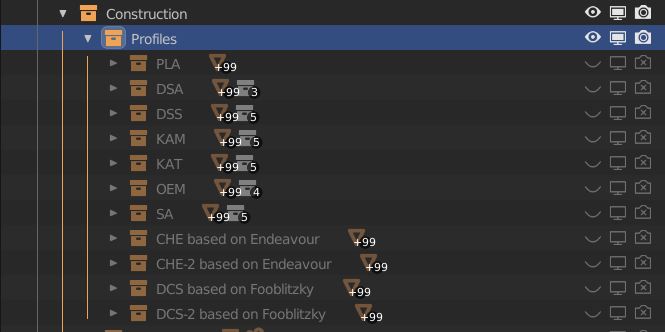 Construction
Profiles
PLA +99
DSA +99 3
DSS +99 5
KAM +99 5
KAT +99 5
OEM +99 4
SA +99 5
CHE based on Endeavour +99
CHE-2 based on Endeavour +99
DCS based on Fooblitzky +99
DCS-2 based on Fooblitzky +99